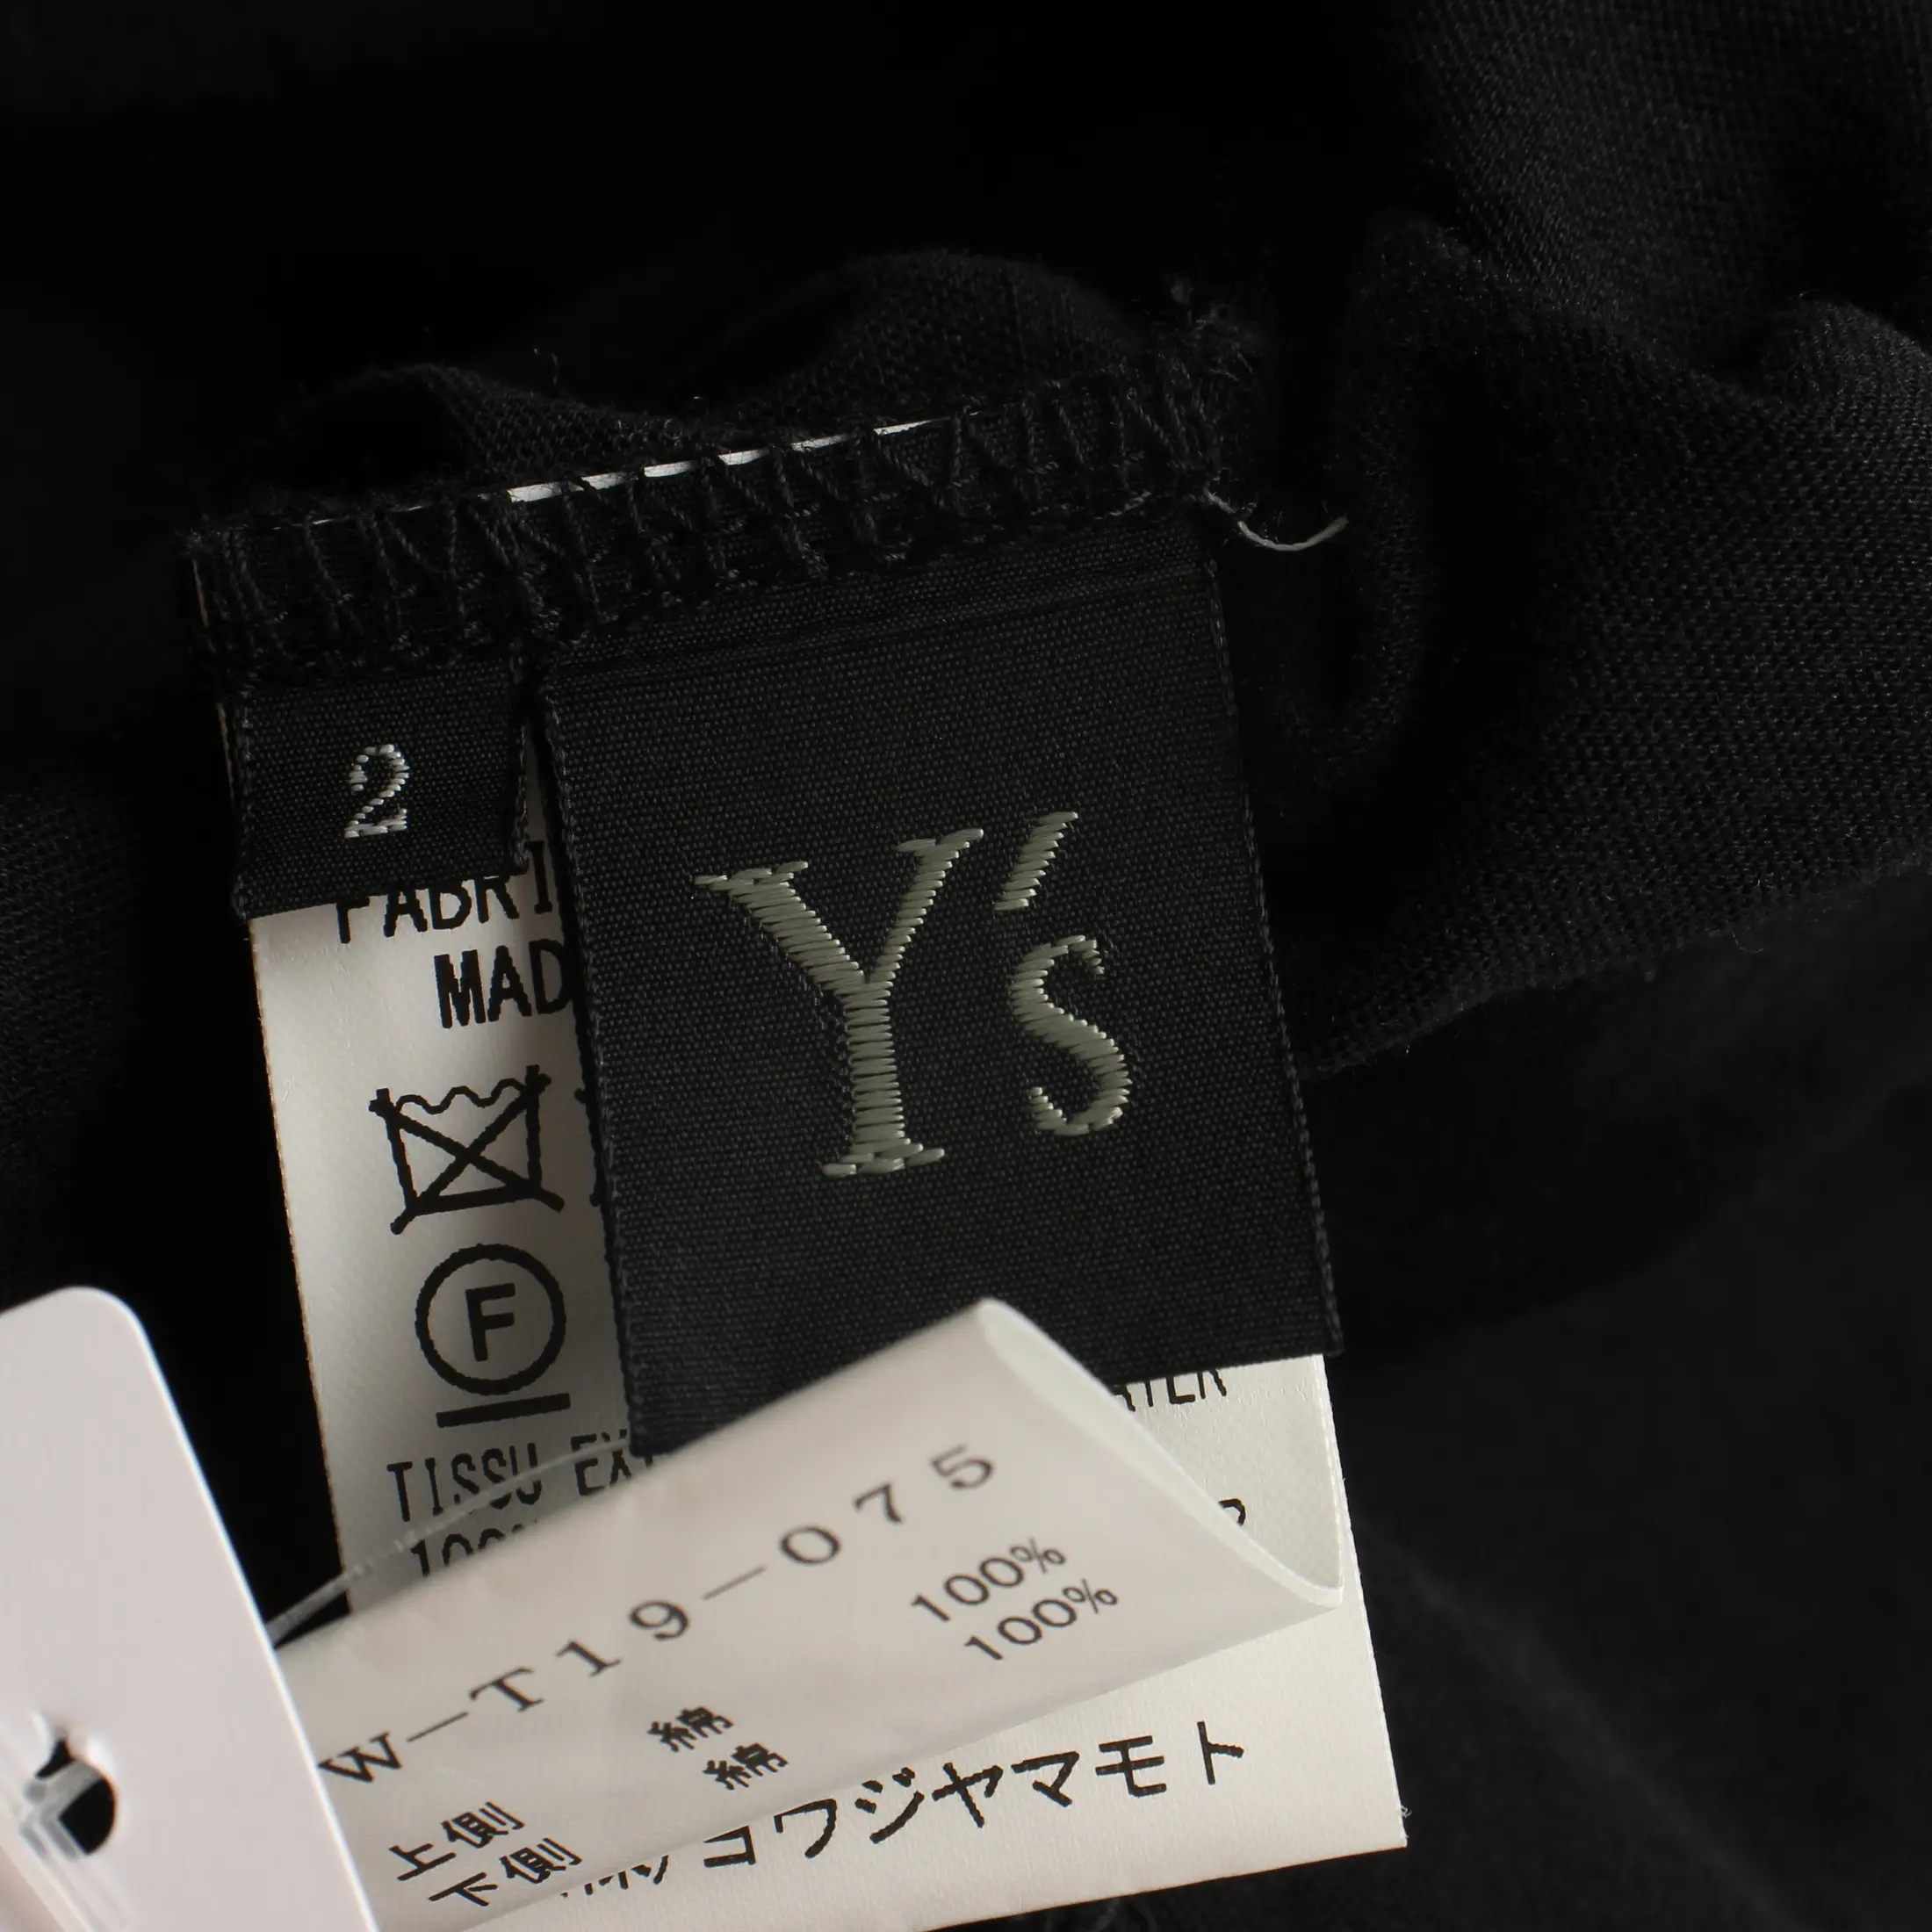 2
Y's
MAD
F
TISSU EX
W-T19-075
上側 綿 100%
下側 綿 100%
ヨウジヤマモト